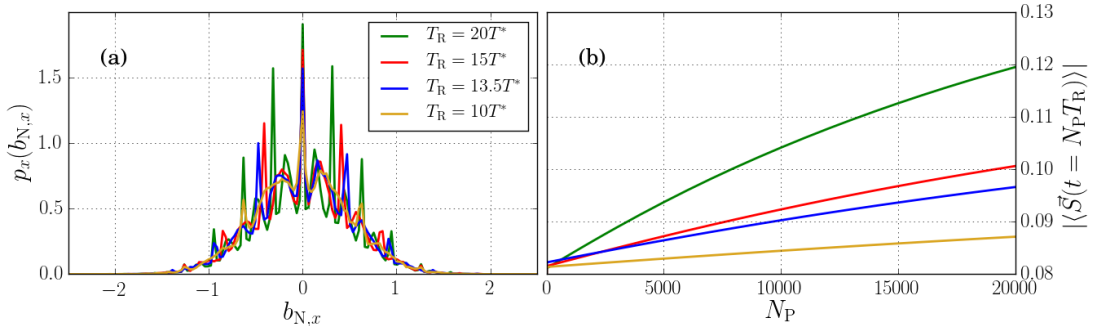 (a)
T_R = 20T*
T_R = 15T*
T_R = 13.5T*
T_R = 10T*
p_x(b_{N,x})
1.5
1.0
0.5
0.0
−2 −1 0 1 2
b_{N,x}
(b)
0.13
0.12
0.11
0.10
0.09
0.08
0 5000 10000 15000 20000
N_P
|⟨S⃗(t = N_P T_R)⟩|